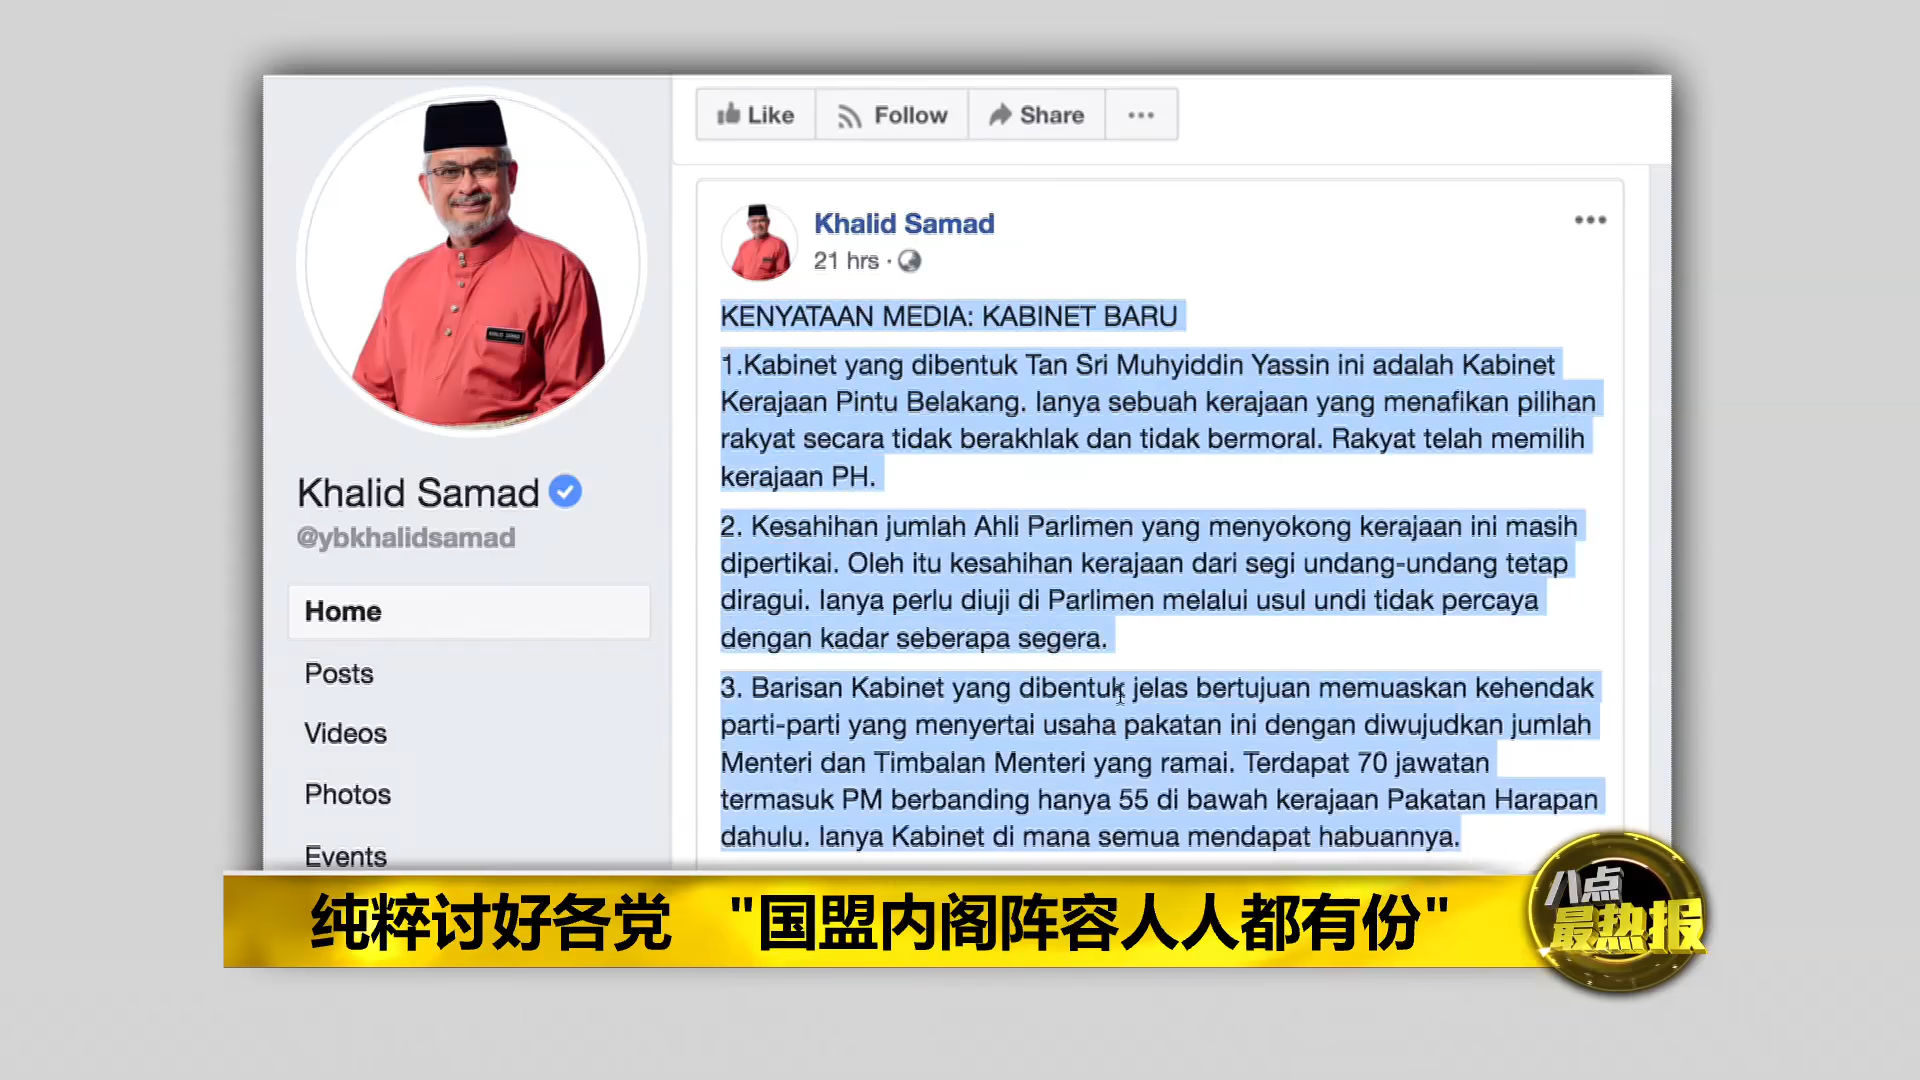 Like
Follow
Share
Khalid Samad
21 hrs ·
KENYATAAN MEDIA: KABINET BARU
1.Kabinet yang dibentuk Tan Sri Muhyiddin Yassin ini adalah Kabinet
Kerajaan Pintu Belakang. Ianya sebuah kerajaan yang menafikan pilihan
rakyat secara tidak berakhlak dan tidak bermoral. Rakyat telah memilih
kerajaan PH.
2. Kesahihan jumlah Ahli Parlimen yang menyokong kerajaan ini masih
dipertikai. Oleh itu kesahihan kerajaan dari segi undang-undang tetap
diragui. Ianya perlu diuji di Parlimen melalui usul undi tidak percaya
dengan kadar seberapa segera.
3. Barisan Kabinet yang dibentuk jelas bertujuan memuaskan kehendak
parti-parti yang menyertai usaha pakatan ini dengan diwujudkan jumlah
Menteri dan Timbalan Menteri yang ramai. Terdapat 70 jawatan
termasuk PM berbanding hanya 55 di bawah kerajaan Pakatan Harapan
dahulu. Ianya Kabinet di mana semua mendapat habuannya.
KHALID SAMAD
Khalid Samad
@ybkhalidsamad
Home
Posts
Videos
Photos
Events
纯粹讨好各党 "国盟内阁阵容人人都有份"
八点
最热报